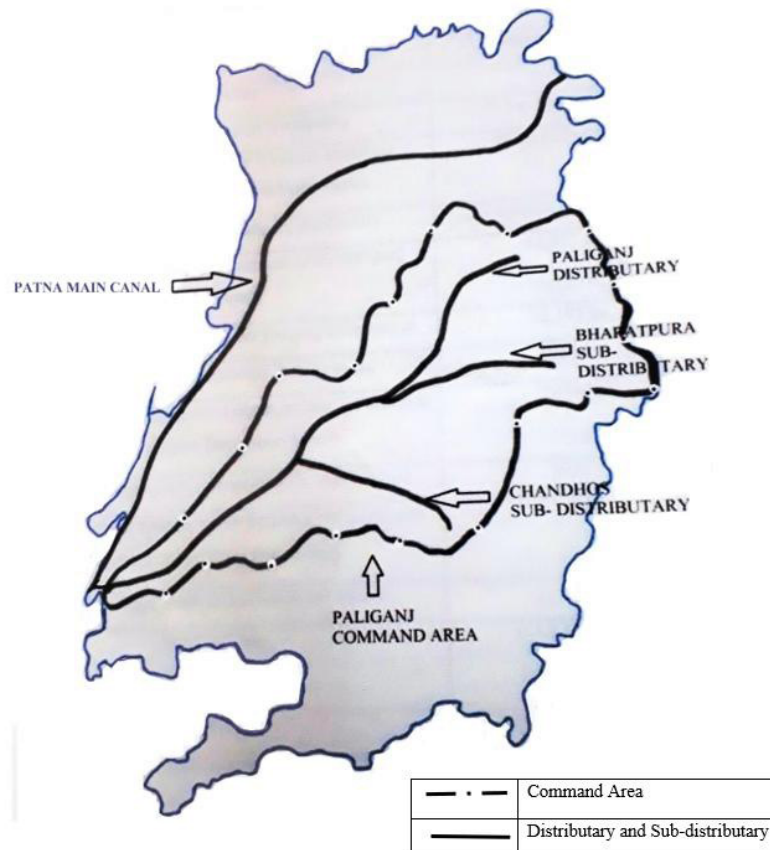 PATNA MAIN CANAL
PALIGANJ
DISTRIBUTARY
BHARATPURA
SUB-
DISTRIBUTARY
CHANDHOS
SUB- DISTRIBUTARY
PALIGANJ
COMMAND AREA
Command Area
Distributary and Sub-distributary